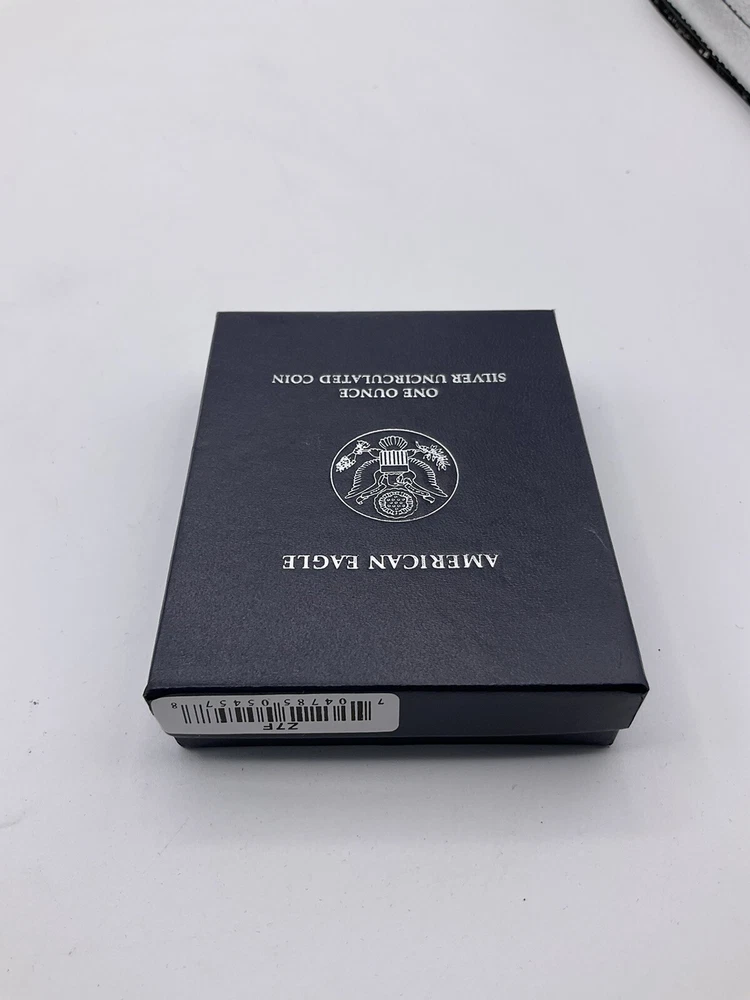 AMERICAN EAGLE
ONE OUNCE
SILVER UNCIRCULATED COIN
Z7F
7 04785 05457 8